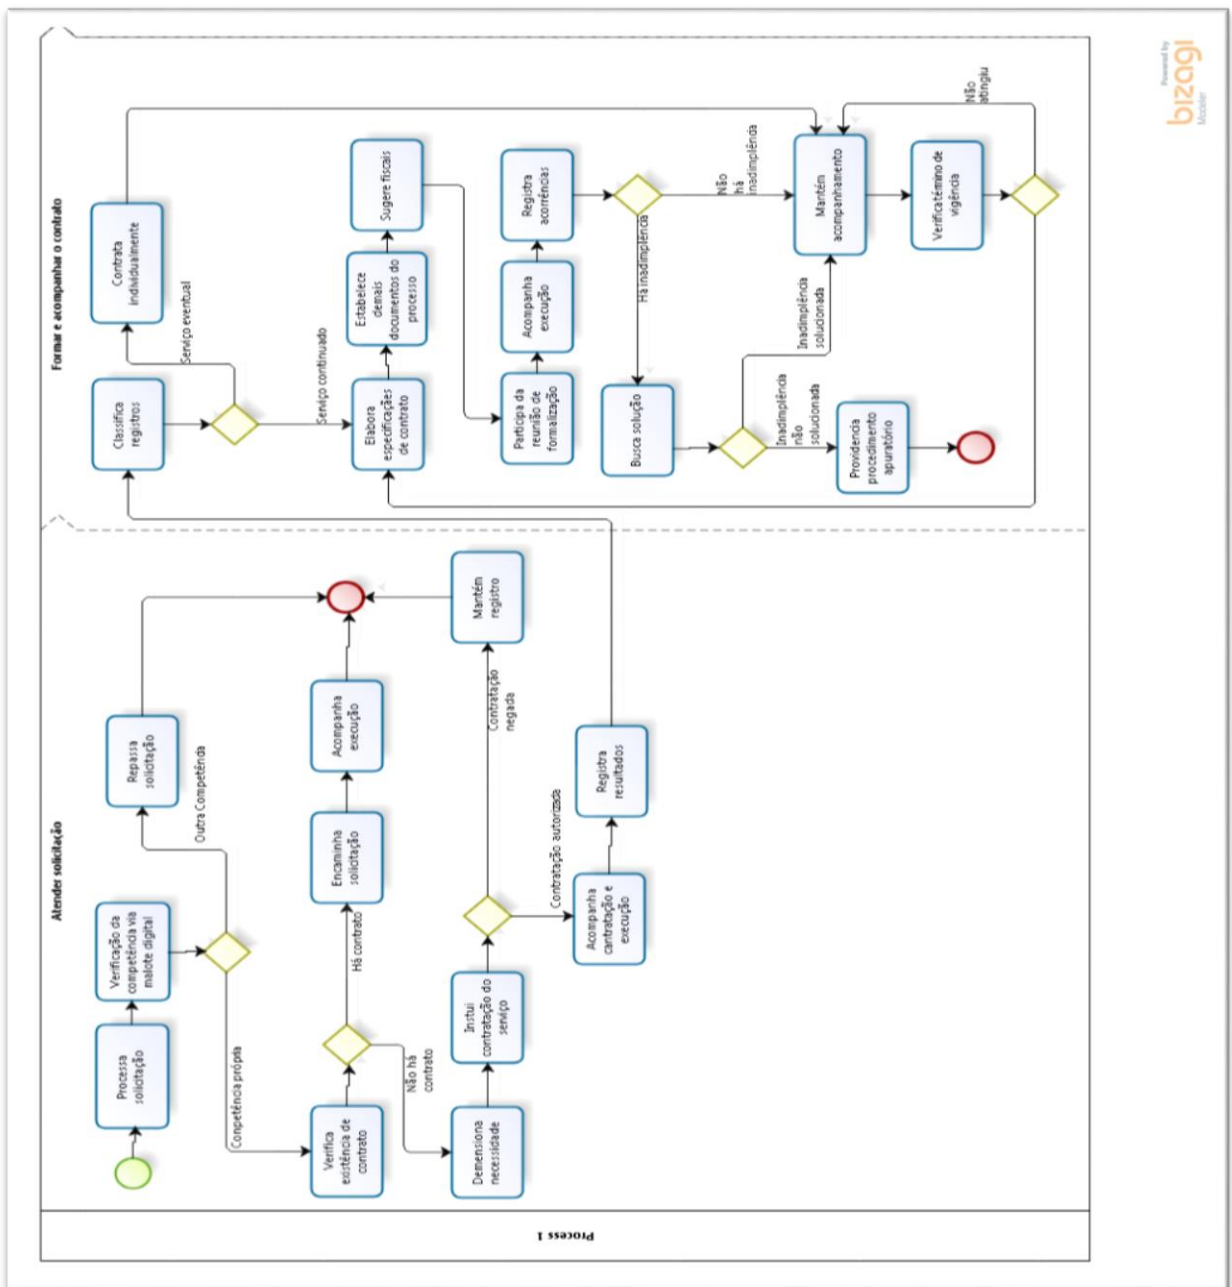 Process 1
Atender solicitação
Processa
solicitação
Verificação da
competência via
malote digital
Outra Competência
Repassa
solicitação
Conpetência própria
Verifica
existência de
contrato
Há contrato
Encaminha
solicitação
Acompanha
execução
Não há
contrato
Demensiona
necessidade
Instui
contratação do
serviço
Contratação
negada
Mantém
registro
Contratação autorizada
Acompanha
cantratação e
execução
Registra
resultados
Formar e acompanhar o contrato
Classifica
registros
Serviço eventual
Contrata
individualmente
Serviço continuado
Elabora
especificações
de contrato
Estabelece
demais
documentos do
processo
Sugere fiscais
Participa da
reunião de
formalização
Acompanha
execução
Registra
acorrências
Há inadimplência
Não
há
inadimplência
Busca solução
Inadimplência
não
solucionada
Inadimplência
solucionada
Providencia
procedimento
apuratório
Mantém
acompanhamento
Verifica témino de
vigência
Não
atingiu
Powered by
bizagi
Modeler